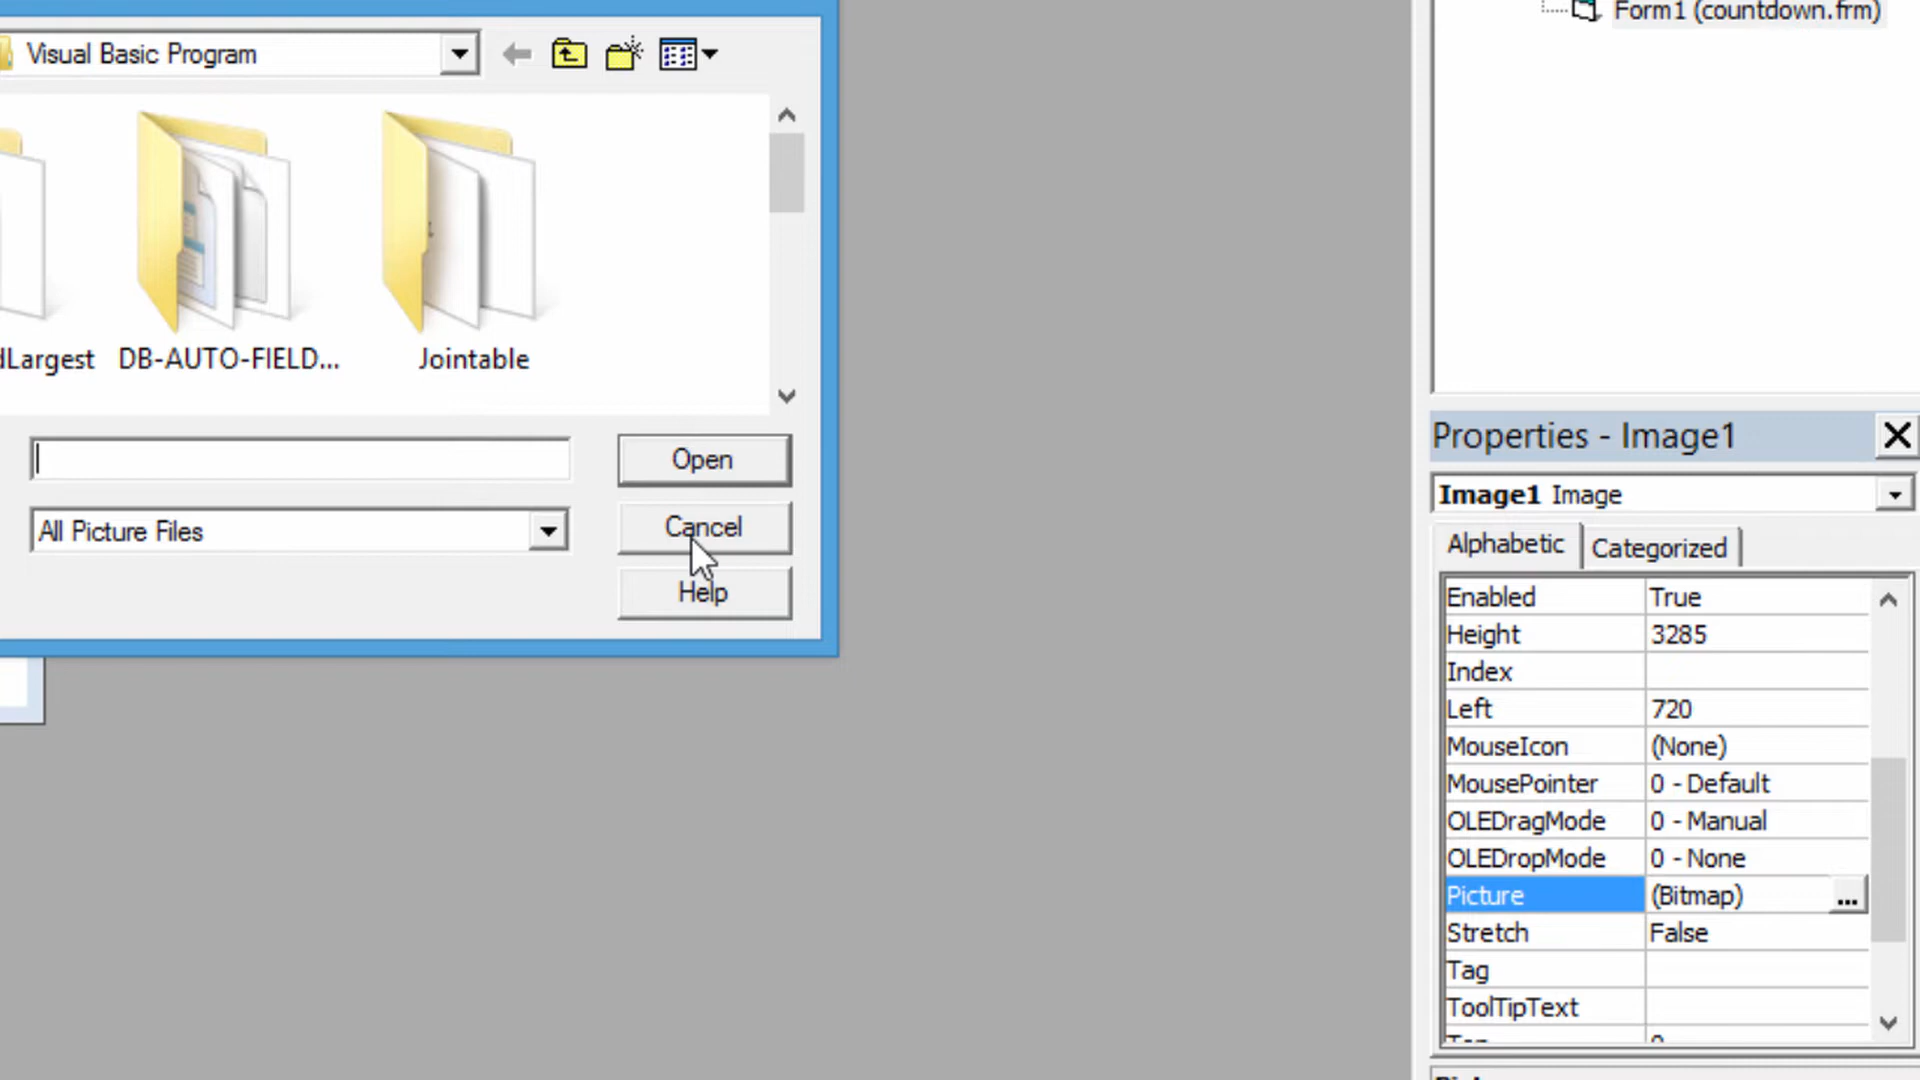 Form1 (countdown.frm)
Visual Basic Program
dLargest
DB-AUTO-FIELD...
Jointable
Open
All Picture Files
Cancel
Help
Properties - Image1
Image1 Image
Alphabetic
Categorized
Enabled True
Height 3285
Index
Left 720
MouseIcon (None)
MousePointer 0 - Default
OLEDragMode 0 - Manual
OLEDropMode 0 - None
Picture (Bitmap) ...
Stretch False
Tag
ToolTipText